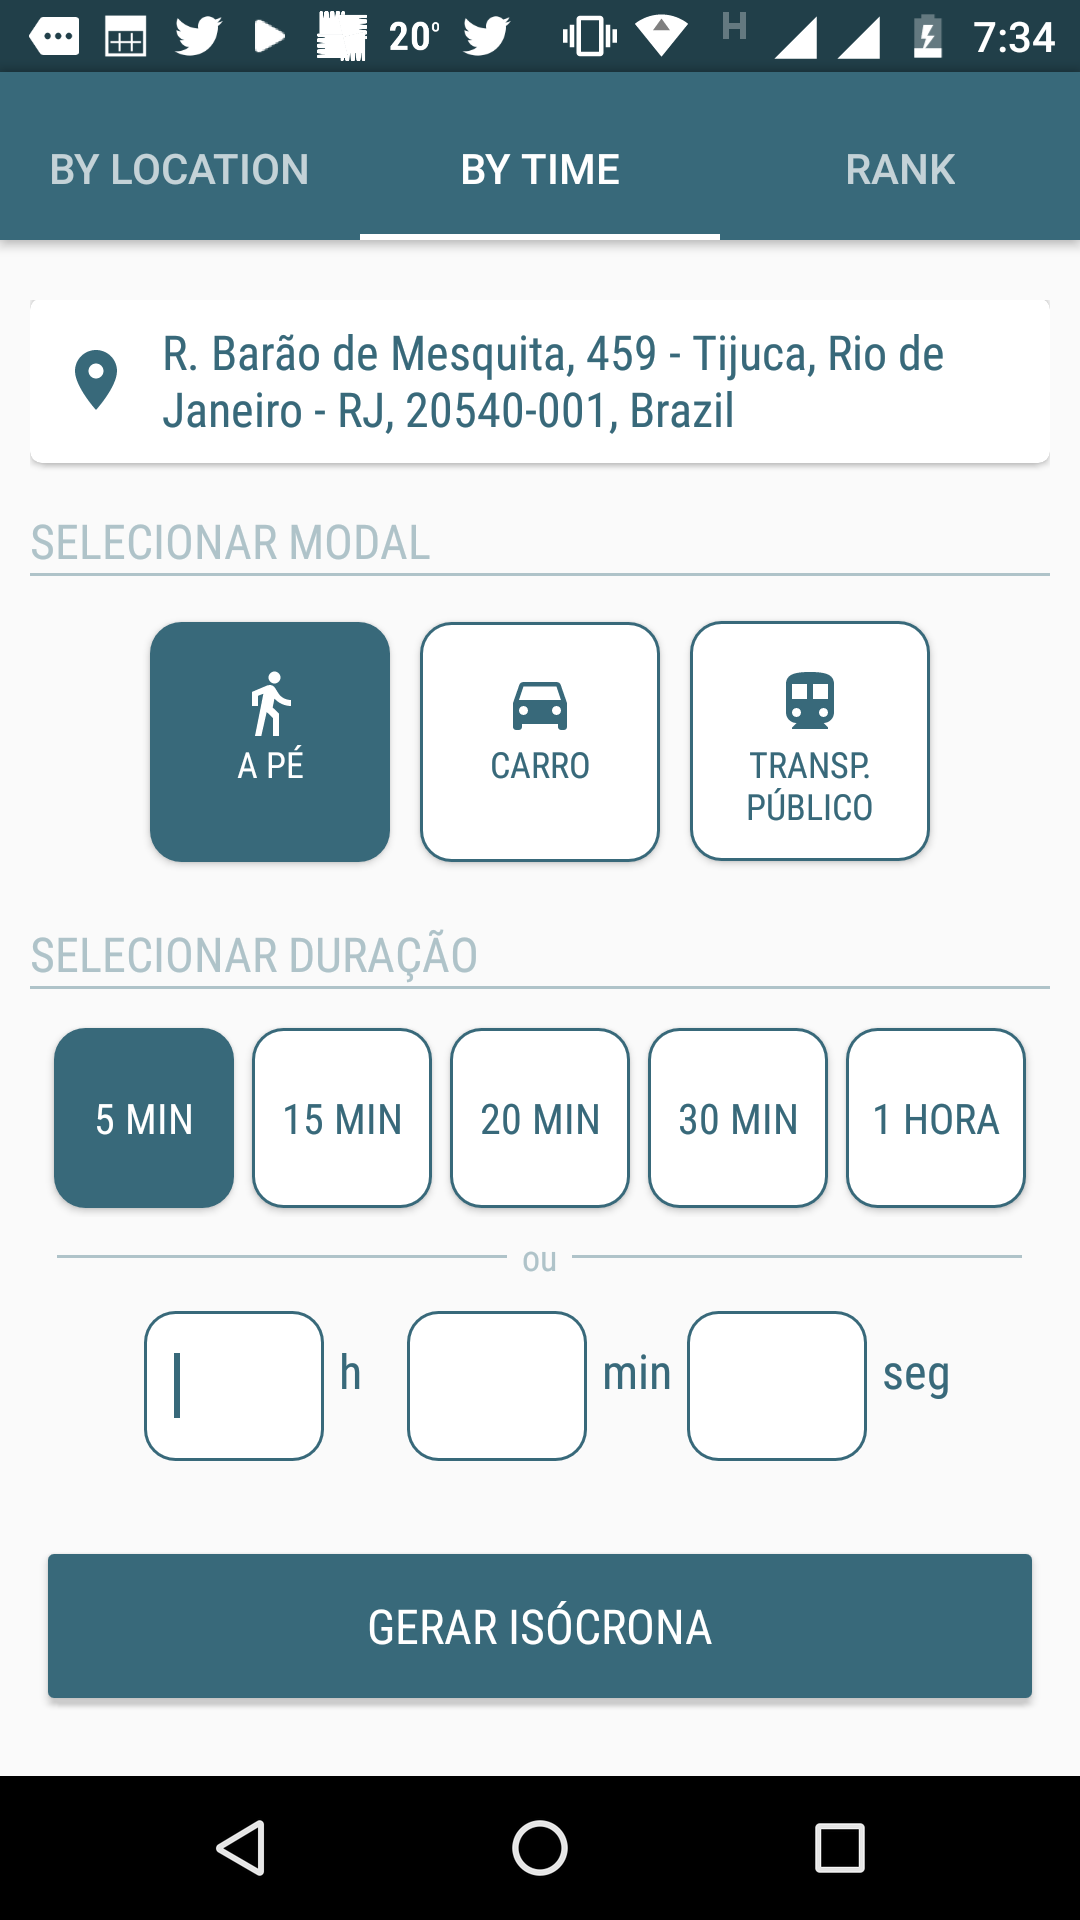 20° H 7:34
BY LOCATION BY TIME RANK
R. Barão de Mesquita, 459 - Tijuca, Rio de
Janeiro - RJ, 20540-001, Brazil
SELECIONAR MODAL
A PÉ CARRO TRANSP.
PÚBLICO
SELECIONAR DURAÇÃO
5 MIN 15 MIN 20 MIN 30 MIN 1 HORA
ou
h min seg
GERAR ISÓCRONA